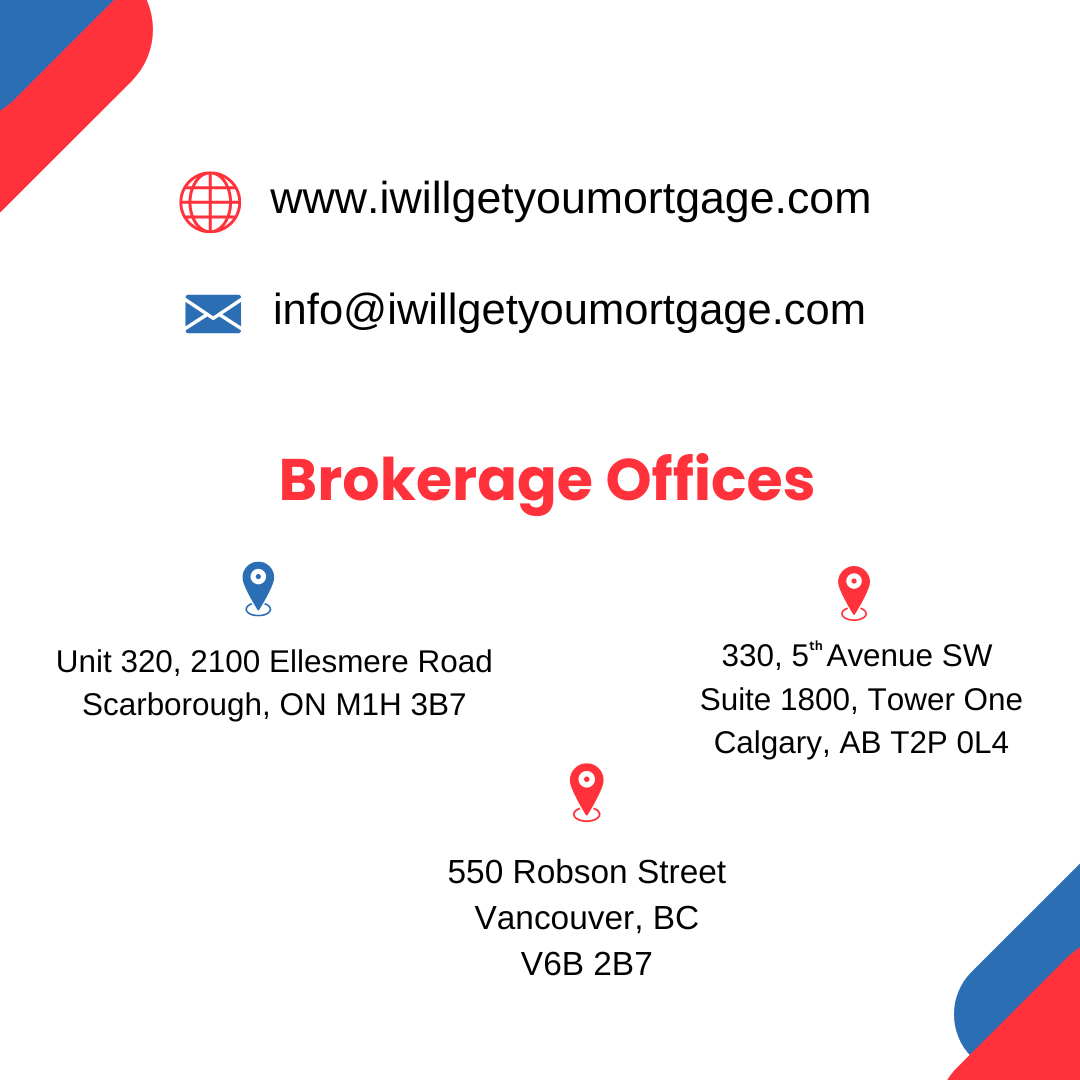 www.iwillgetyoumortgage.com
info@iwillgetyoumortgage.com
Brokerage Offices
Unit 320, 2100 Ellesmere Road
Scarborough, ON M1H 3B7
330, 5th Avenue SW
Suite 1800, Tower One
Calgary, AB T2P 0L4
550 Robson Street
Vancouver, BC
V6B 2B7